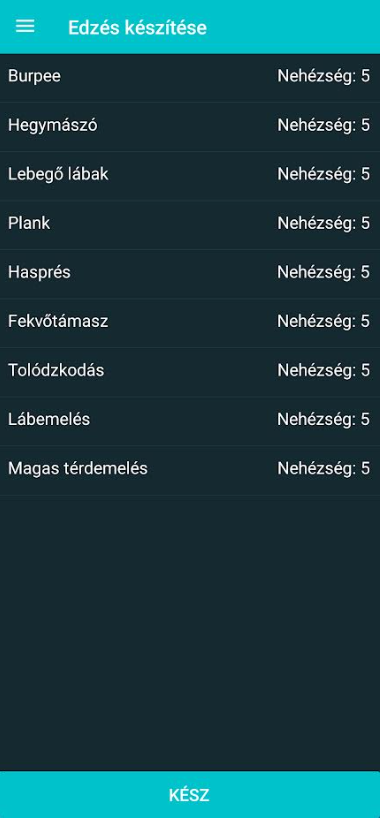 Edzés készítése
Burpee Nehézség: 5
Hegymászó Nehézség: 5
Lebegő lábak Nehézség: 5
Plank Nehézség: 5
Hasprés Nehézség: 5
Fekvőtámasz Nehézség: 5
Tolódzkodás Nehézség: 5
Lábemelés Nehézség: 5
Magas térdemelés Nehézség: 5
KÉSZ